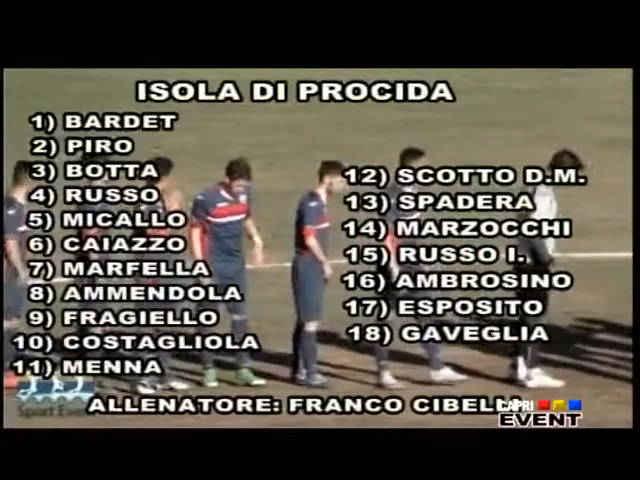 ISOLA DI PROCIDA
1) BARDET
2) PIRO
3) BOTTA
4) RUSSO
5) MICALLO
6) CAIAZZO
7) MARFELLA
8) AMMENDOLA
9) FRAGIELLO
10) COSTAGLIOLA
11) MENNA
12) SCOTTO D.M.
13) SPADERA
14) MARZOCCHI
15) RUSSO I.
16) AMBROSINO
17) ESPOSITO
18) GAVEGLIA
ALLENATORE: FRANCO
CAPRI
EVENT
Sport